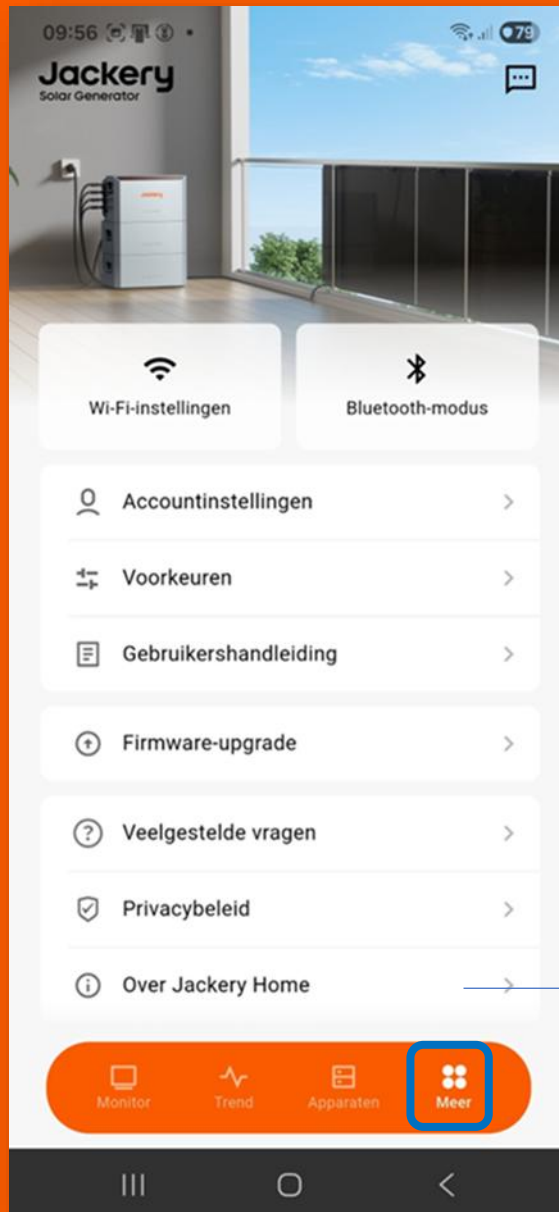 09:56
79
Jackery
Solar Generator
Wi-Fi-instellingen
Bluetooth-modus
Accountinstellingen
Voorkeuren
Gebruikershandleiding
Firmware-upgrade
Veelgestelde vragen
Privacybeleid
Over Jackery Home
Monitor
Trend
Apparaten
Meer